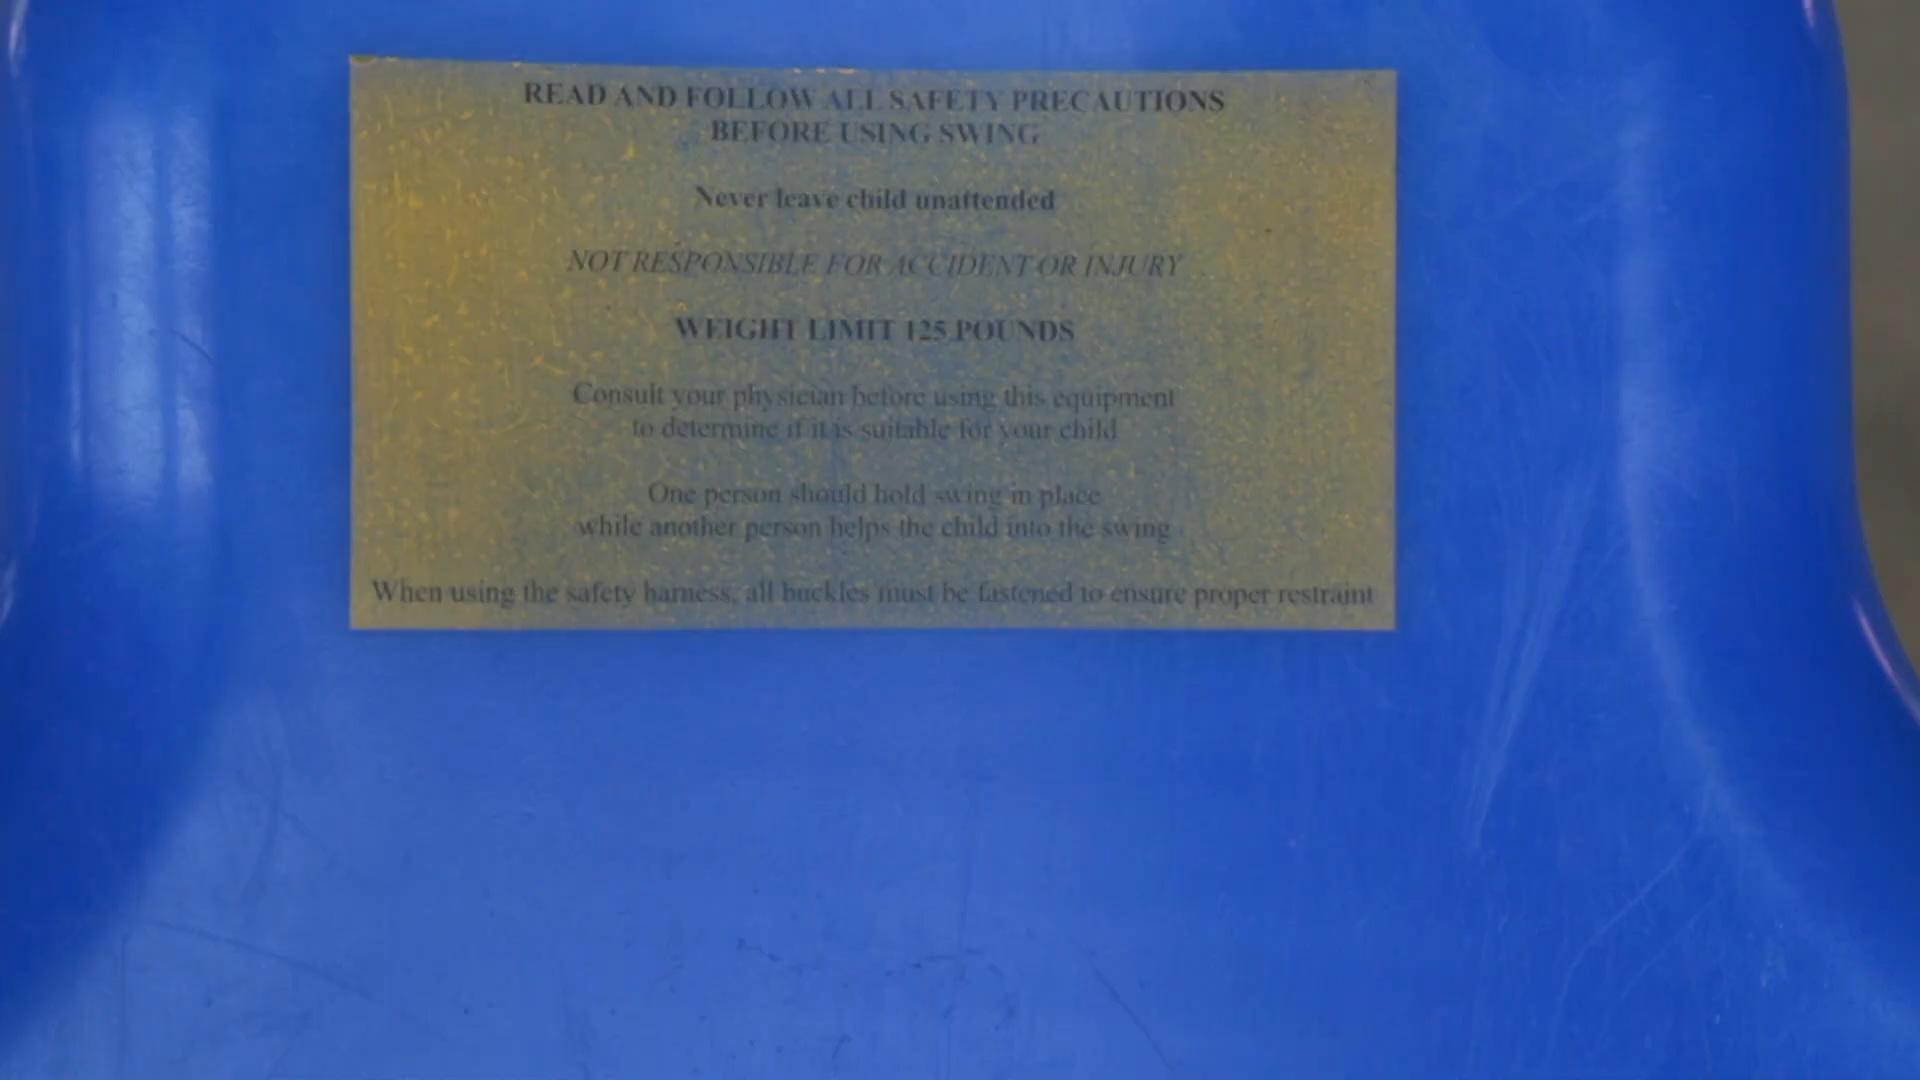 READ AND FOLLOW ALL SAFETY PRECAUTIONS
BEFORE USING SWING
Never leave child unattended
NOT RESPONSIBLE FOR ACCIDENT OR INJURY
WEIGHT LIMIT 125 POUNDS
Consult your physician before using this equipment
to determine if it is suitable for your child
One person should hold swing in place
while another person helps the child into the swing
When using the safety harness, all buckles must be fastened to ensure proper restraint